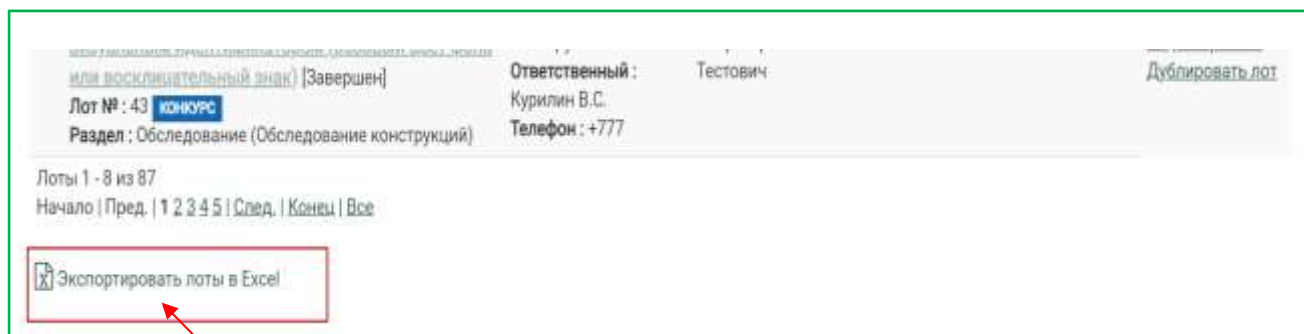 или восклицательный знак) [Завершен]
Лот № : 43 КОНКУРС
Раздел : Обследование (Обследование конструкций)
Ответственный :
Курилин В.С.
Телефон : +777
Тестович
Дублировать лот
Лоты 1 - 8 из 87
Начало | Пред. | 1 2 3 4 5 | След. | Конец | Все
Экспортировать лоты в Excel